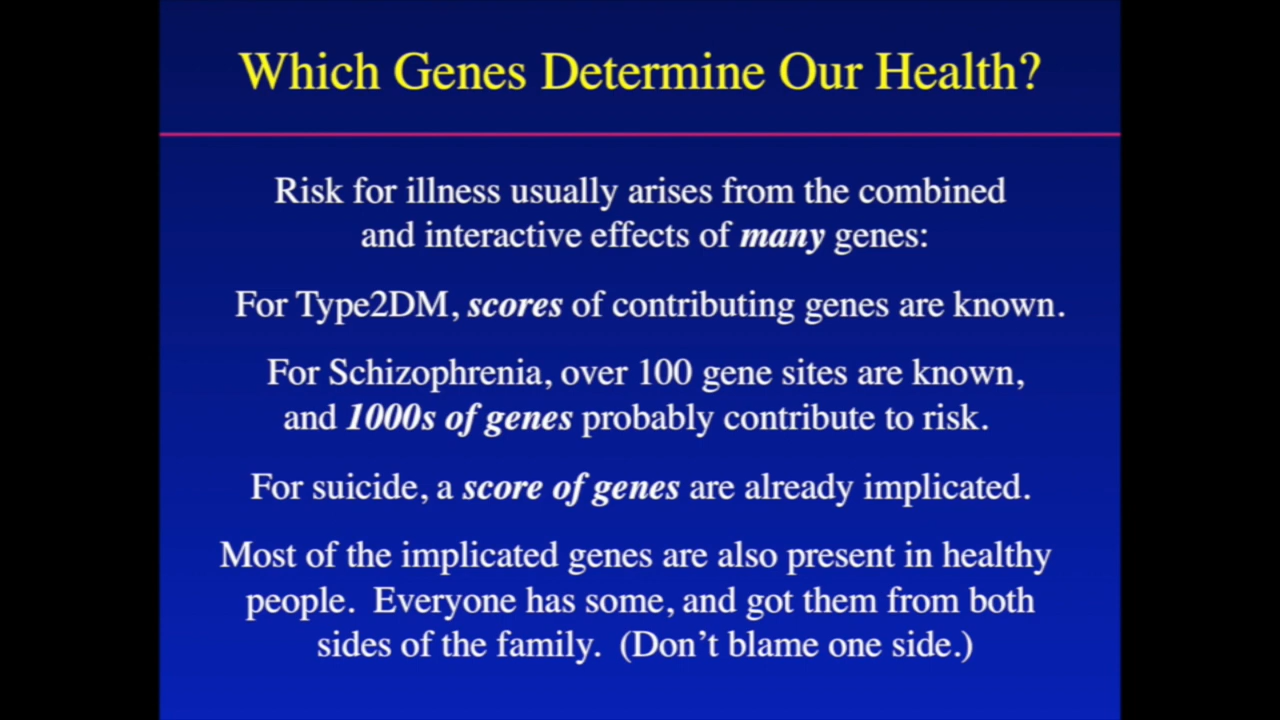 Which Genes Determine Our Health?
Risk for illness usually arises from the combined
and interactive effects of many genes:
For Type2DM, scores of contributing genes are known.
For Schizophrenia, over 100 gene sites are known,
and 1000s of genes probably contribute to risk.
For suicide, a score of genes are already implicated.
Most of the implicated genes are also present in healthy
people.  Everyone has some, and got them from both
sides of the family.  (Don't blame one side.)